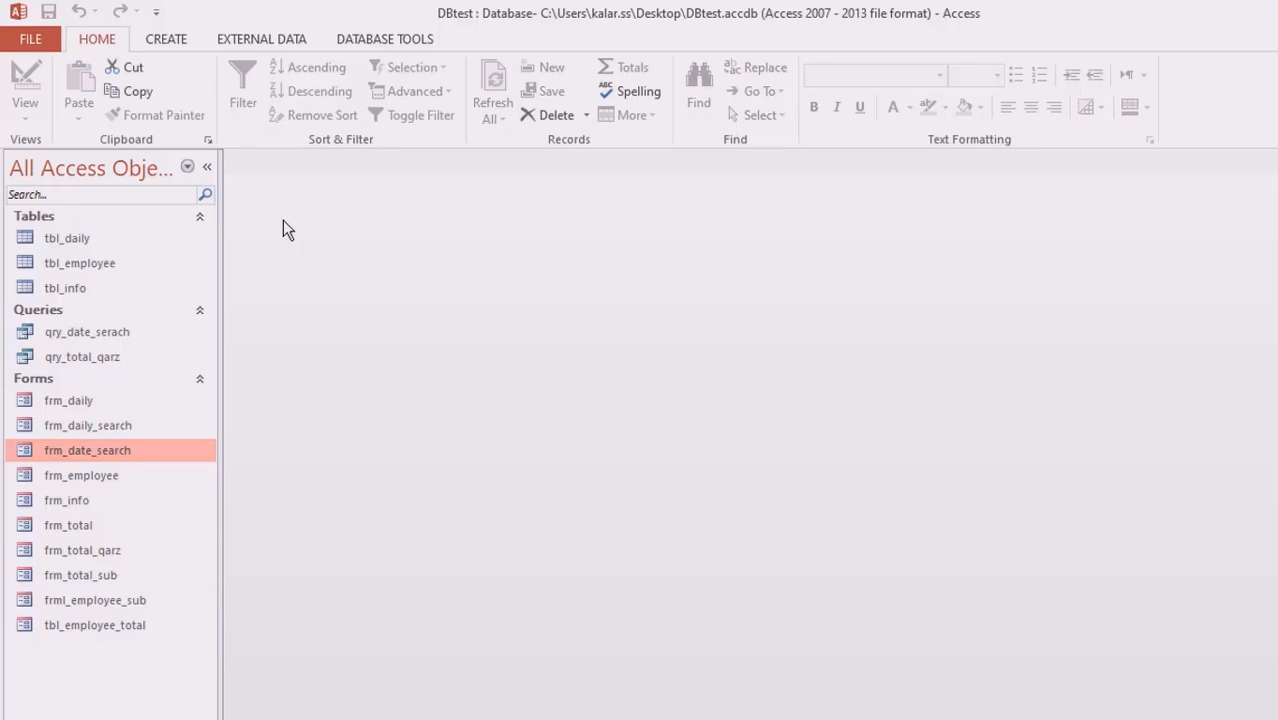 DBtest : Database- C:\Users\kalar.ss\Desktop\DBtest.accdb (Access 2007 - 2013 file format) - Access
FILE HOME CREATE EXTERNAL DATA DATABASE TOOLS
View
Views
Paste
Cut
Copy
Format Painter
Clipboard
Filter
Ascending
Descending
Remove Sort
Selection
Advanced
Toggle Filter
Sort & Filter
Refresh
All
New
Save
Delete
Totals
Spelling
More
Records
Find
Replace
Go To
Select
Find
B I U A
Text Formatting
All Access Obje...
Search...
Tables
tbl_daily
tbl_employee
tbl_info
Queries
qry_date_serach
qry_total_qarz
Forms
frm_daily
frm_daily_search
frm_date_search
frm_employee
frm_info
frm_total
frm_total_qarz
frm_total_sub
frml_employee_sub
tbl_employee_total